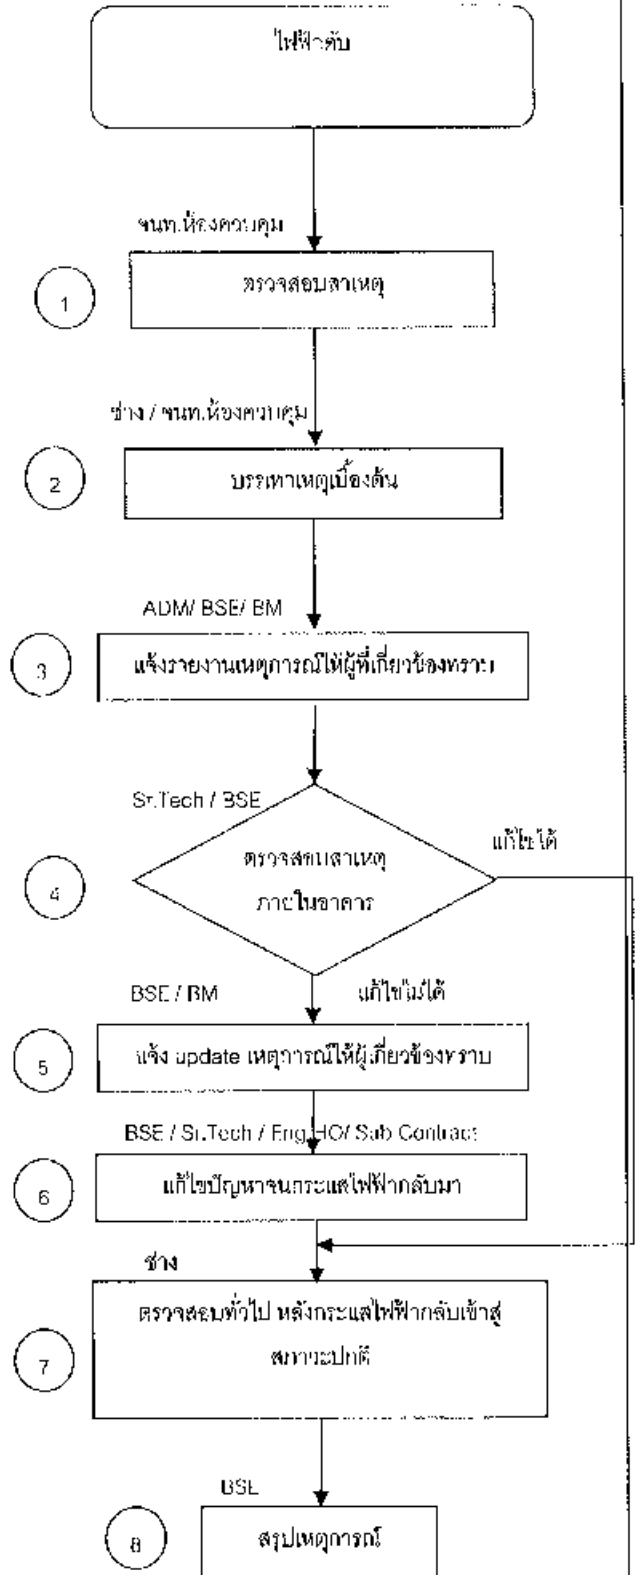 ไฟฟ้าดับ
จนท.ห้องควบคุม
1
ตรวจสอบสาเหตุ
ช่าง / จนท.ห้องควบคุม
2
บรรเทาเหตุเบื้องต้น
ADM/ BSE/ BM
3
แจ้งรายงานเหตุการณ์ให้ผู้ที่เกี่ยวข้องทราบ
Sr.Tech / BSE
แก้ไขได้
4
ตรวจสอบสาเหตุ
ภายในอาคาร
BSE / BM
แก้ไขไม่ได้
5
แจ้ง update เหตุการณ์ให้ผู้เกี่ยวข้องทราบ
BSE / Sr.Tech / Eng.HO/ Sub Contract
6
แก้ไขปัญหาจนกระแสไฟฟ้ากลับมา
ช่าง
7
ตรวจสอบทั่วไป หลังกระแสไฟฟ้ากลับเข้าสู่
สภาวะปกติ
BSE
8
สรุปเหตุการณ์